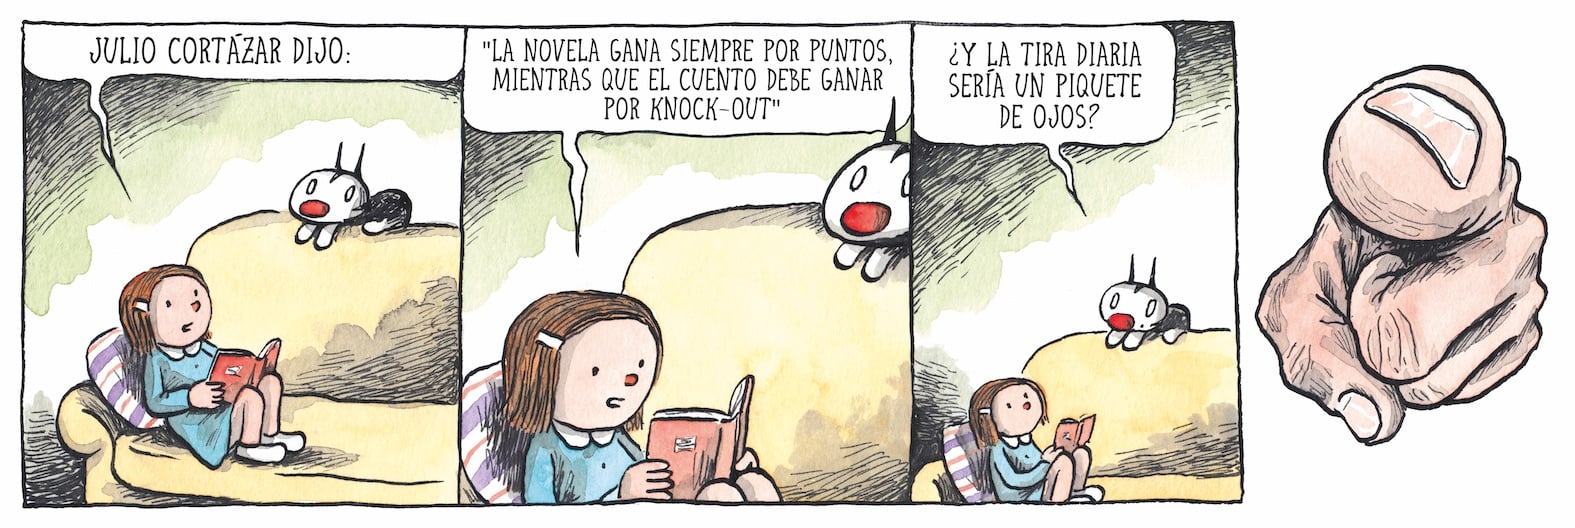 JULIO CORTÁZAR DIJO:
"LA NOVELA GANA SIEMPRE POR PUNTOS,
MIENTRAS QUE EL CUENTO DEBE GANAR
POR KNOCK-OUT"
¿Y LA TIRA DIARIA
SERÍA UN PIQUETE
DE OJOS?